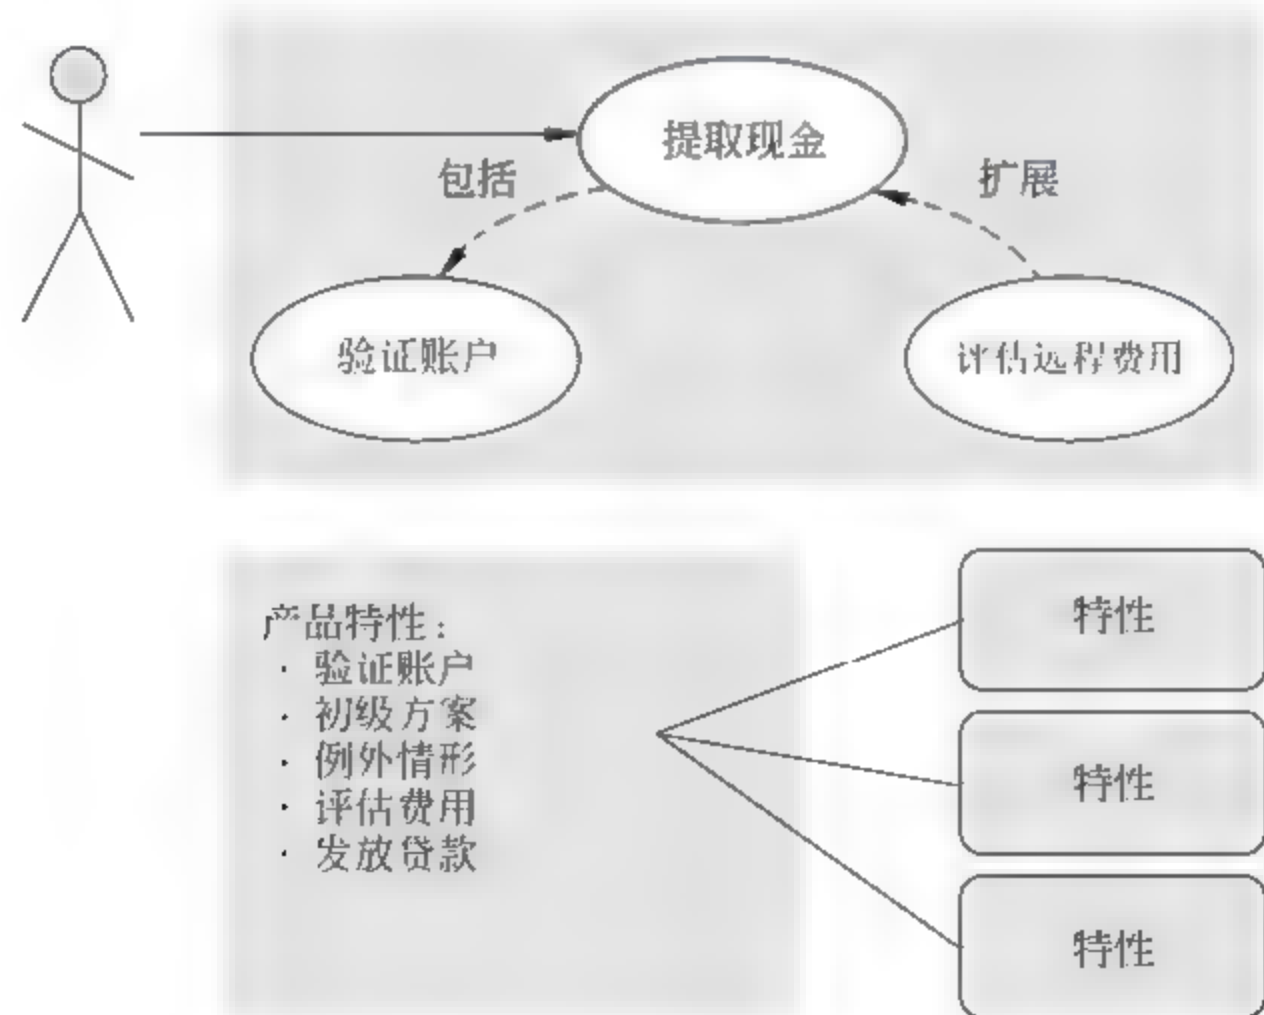 提取现金
包括
扩展
验证账户
评估远程费用
产品特性:
· 验证账户
· 初级方案
· 例外情形
· 评估费用
· 发放贷款
特性
特性
特性